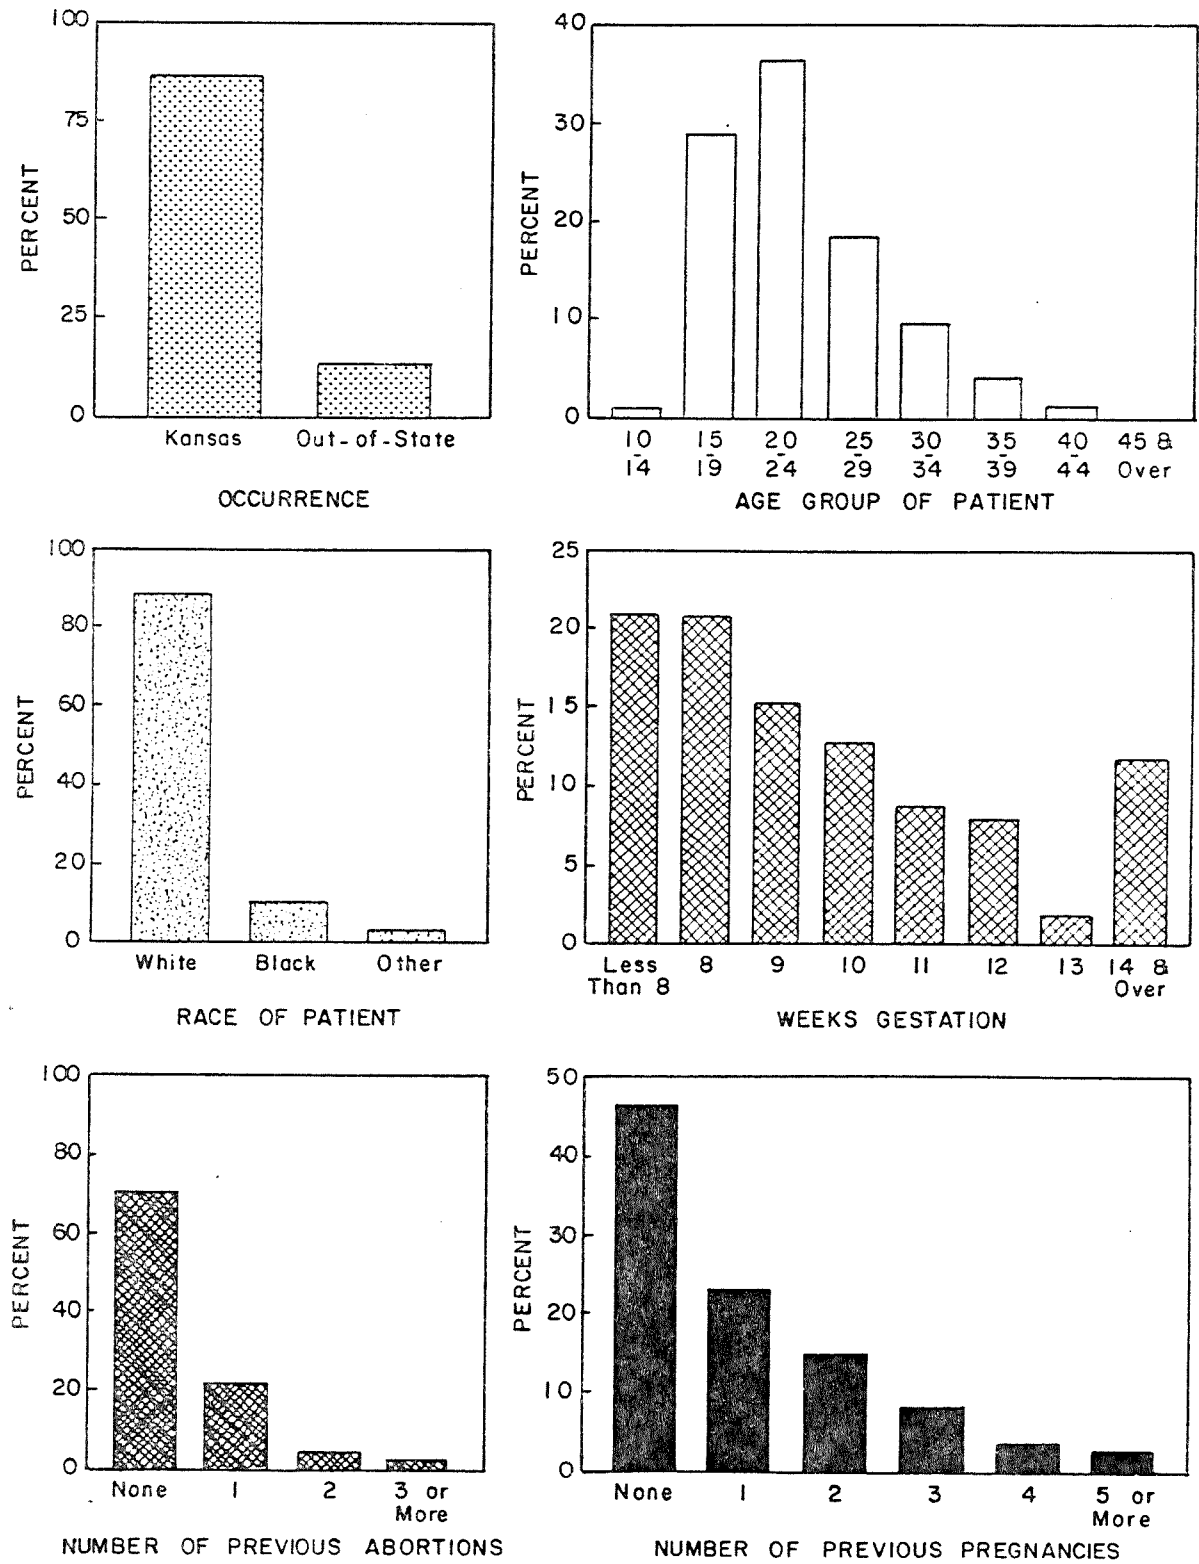 100
75
50
25
0
PERCENT
Kansas Out-of-State
OCCURRENCE
40
30
20
10
0
PERCENT
10 15 20 25 30 35 40 45 &
- - - - - - -
14 19 24 29 34 39 44 Over
AGE GROUP OF PATIENT
100
80
60
40
20
0
PERCENT
White Black Other
RACE OF PATIENT
25
20
15
10
5
0
PERCENT
Less 8 9 10 11 12 13 14 &
Than 8 Over
WEEKS GESTATION
100
80
60
40
20
0
PERCENT
None 1 2 3 or
More
NUMBER OF PREVIOUS ABORTIONS
50
40
30
20
10
0
PERCENT
None 1 2 3 4 5 or
More
NUMBER OF PREVIOUS PREGNANCIES